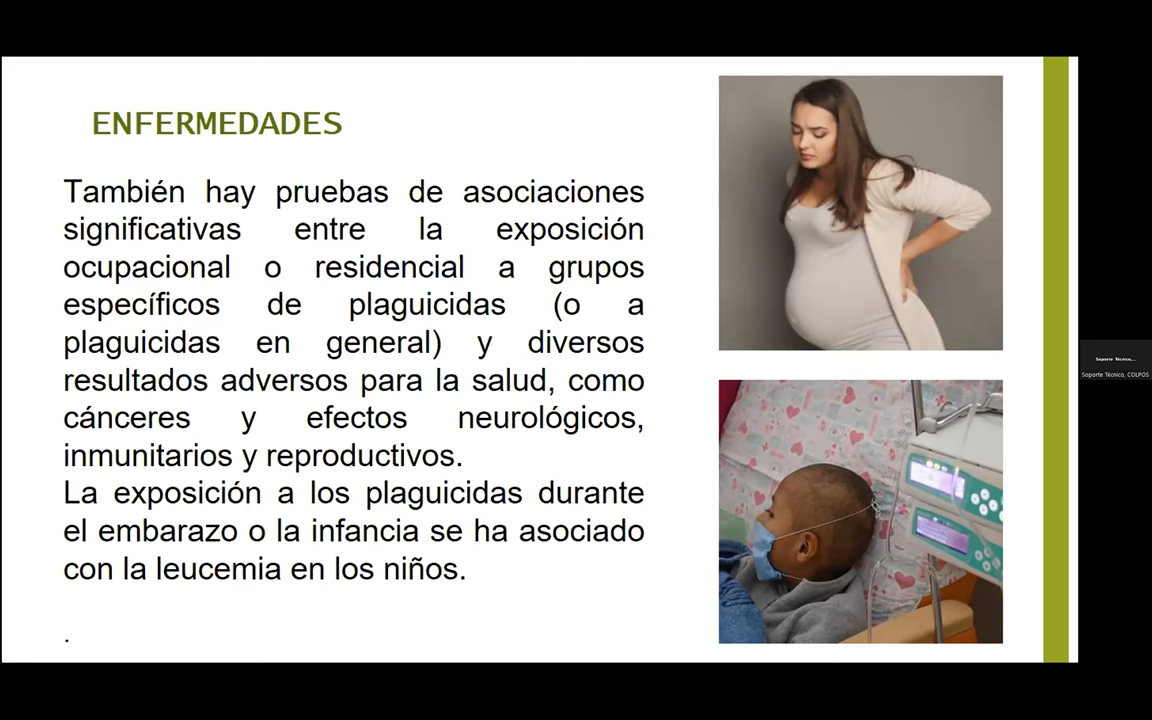 ENFERMEDADES
También hay pruebas de asociaciones
significativas entre la exposición
ocupacional o residencial a grupos
específicos de plaguicidas (o a
plaguicidas en general) y diversos
resultados adversos para la salud, como
cánceres y efectos neurológicos,
inmunitarios y reproductivos.
La exposición a los plaguicidas durante
el embarazo o la infancia se ha asociado
con la leucemia en los niños.
.
Soporte Técnico,...
Soporte Técnico, COLPOS